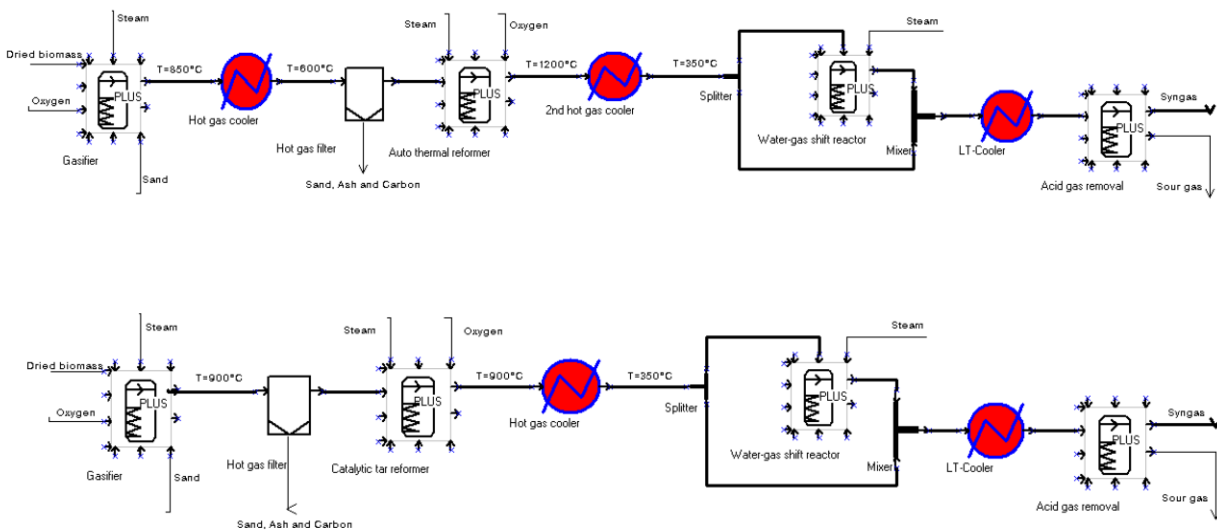 Steam
Dried biomass
PLUS
Oxygen
Gasifier
Sand
T=850°C
Hot gas cooler
T=600°C
Hot gas filter
Sand, Ash and Carbon
Steam
Oxygen
PLUS
Auto thermal reformer
T=1200°C
2nd hot gas cooler
T=350°C
Splitter
Steam
PLUS
Water-gas shift reactor
Mixer
LT-Cooler
PLUS
Acid gas removal
Syngas
Sour gas
Steam
Dried biomass
PLUS
Oxygen
Gasifier
Sand
T=900°C
Hot gas filter
Sand, Ash and Carbon
Steam
Oxygen
PLUS
Catalytic tar reformer
T=900°C
Hot gas cooler
T=350°C
Splitter
Steam
PLUS
Water-gas shift reactor
Mixer
LT-Cooler
PLUS
Acid gas removal
Syngas
Sour gas